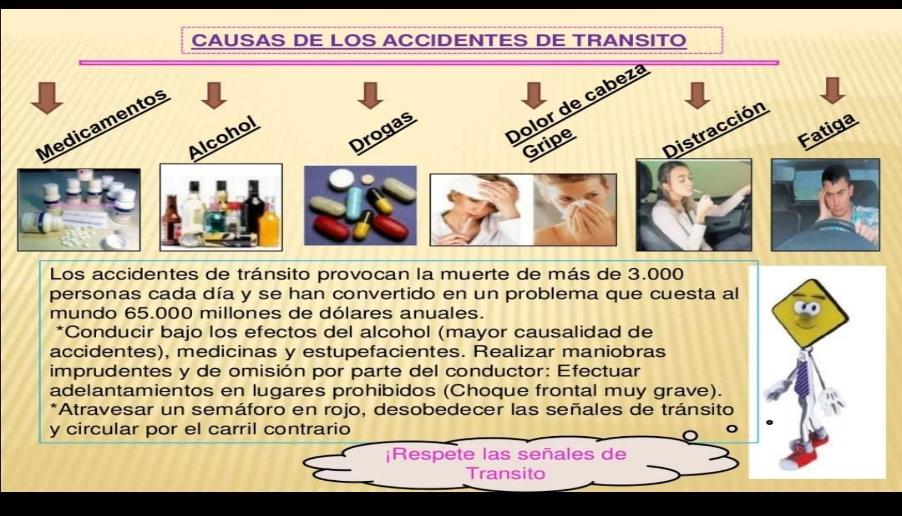 CAUSAS DE LOS ACCIDENTES DE TRANSITO
Medicamentos
Alcohol
Drogas
Dolor de cabeza
Gripe
Distracción
Fatiga
Los accidentes de tránsito provocan la muerte de más de 3.000
personas cada día y se han convertido en un problema que cuesta al
mundo 65.000 millones de dólares anuales.
*Conducir bajo los efectos del alcohol (mayor causalidad de
accidentes), medicinas y estupefacientes. Realizar maniobras
imprudentes y de omisión por parte del conductor: Efectuar
adelantamientos en lugares prohibidos (Choque frontal muy grave).
*Atravesar un semáforo en rojo, desobedecer las señales de tránsito
y circular por el carril contrario
¡Respete las señales de
Transito